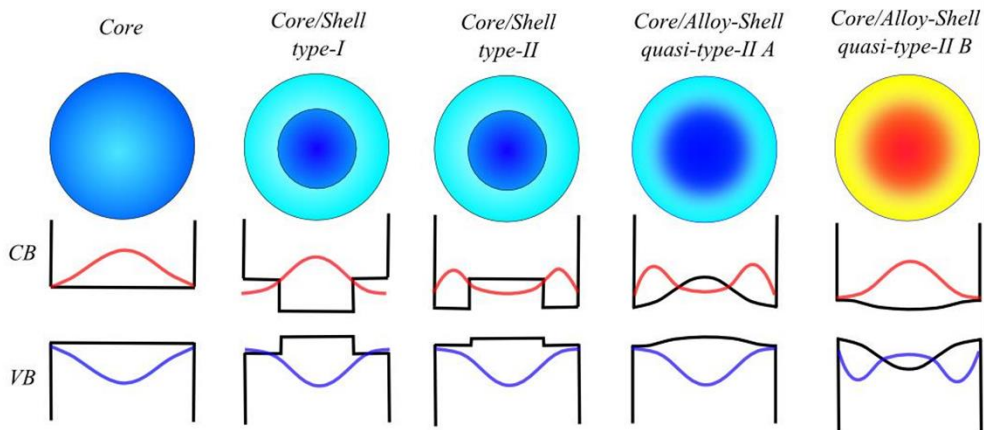 Core
Core/Shell
type-I
Core/Shell
type-II
Core/Alloy-Shell
quasi-type-II A
Core/Alloy-Shell
quasi-type-II B
CB
VB